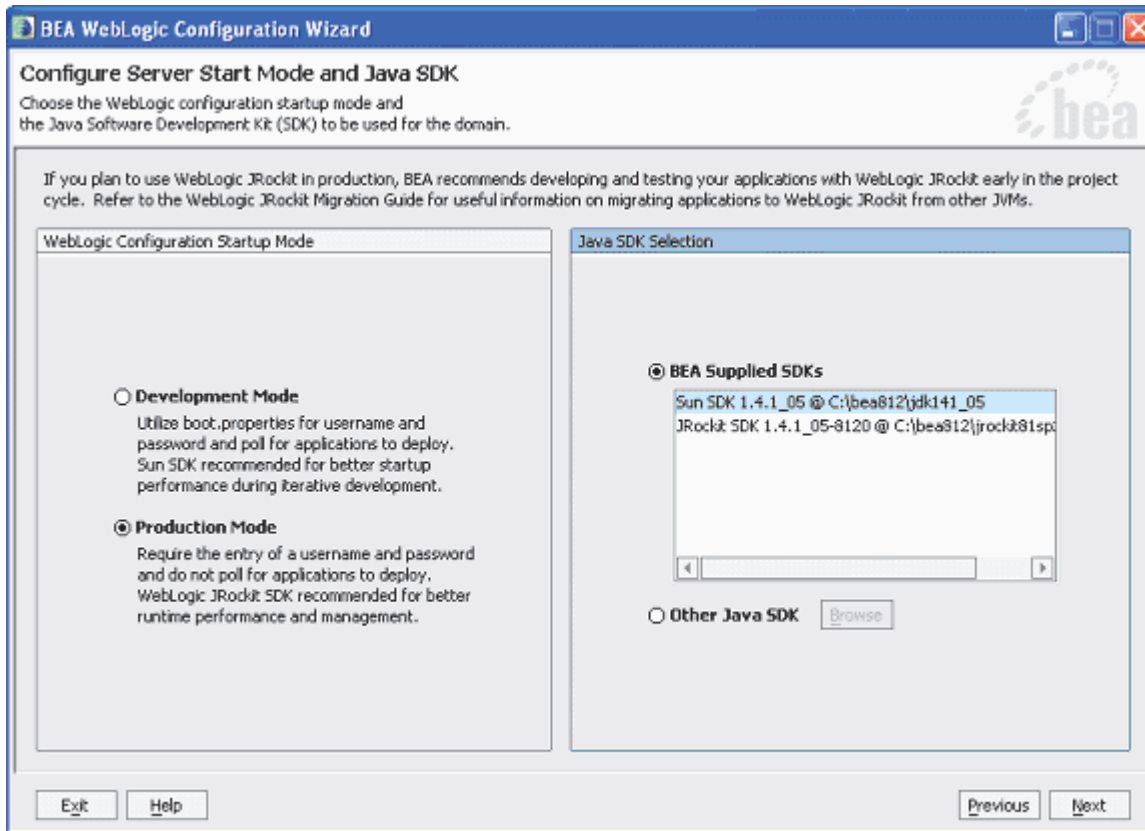 BEA WebLogic Configuration Wizard
Configure Server Start Mode and Java SDK
Choose the WebLogic configuration startup mode and
the Java Software Development Kit (SDK) to be used for the domain.
bea
If you plan to use WebLogic JRockit in production, BEA recommends developing and testing your applications with WebLogic JRockit early in the project
cycle. Refer to the WebLogic JRockit Migration Guide for useful information on migrating applications to WebLogic JRockit from other JVMs.
WebLogic Configuration Startup Mode
Development Mode
Utilize boot.properties for username and
password and poll for applications to deploy.
Sun SDK recommended for better startup
performance during iterative development.
Production Mode
Require the entry of a username and password
and do not poll for applications to deploy.
WebLogic JRockit SDK recommended for better
runtime performance and management.
Java SDK Selection
BEA Supplied SDKs
Sun SDK 1.4.1_05 @ C:\bea812\jdk141_05
JRockit SDK 1.4.1_05-8120 @ C:\bea812\jrockit81sp
Other Java SDK
Browse
Exit
Help
Previous
Next